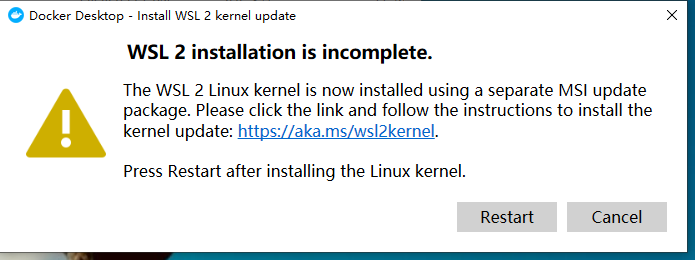 Docker Desktop - Install WSL 2 kernel update
WSL 2 installation is incomplete.
The WSL 2 Linux kernel is now installed using a separate MSI update
package. Please click the link and follow the instructions to install the
kernel update: https://aka.ms/wsl2kernel.
Press Restart after installing the Linux kernel.
Restart
Cancel